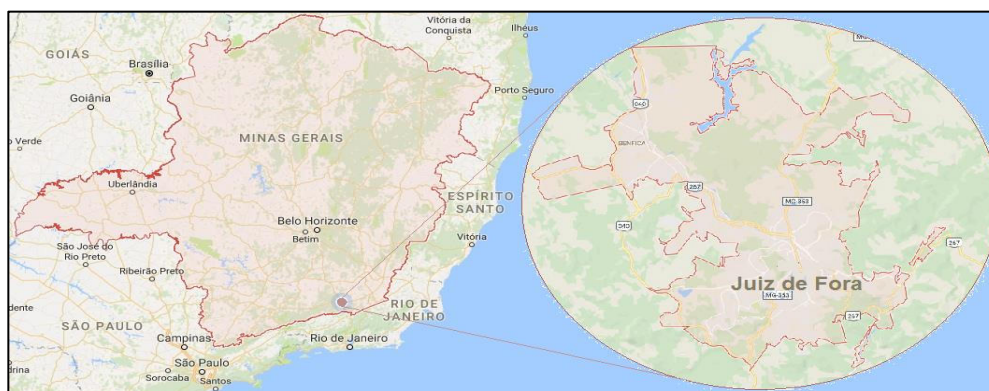 Vitória da
Conquista
Ilhéus
GOIÁS
Brasília
Goiânia
Porto Seguro
MINAS GERAIS
o Verde
Uberlândia
ESPÍRITO
SANTO
Belo Horizonte
Betim
Vitória
São José do
Rio Preto
Ribeirão Preto
RIO DE
JANEIRO
dente
SÃO PAULO
Campinas
Rio de Janeiro
São Paulo
Sorocaba
Santos
drina
040
BENFICA
267
MG-353
040
267
Juiz de Fora
MG-353
267